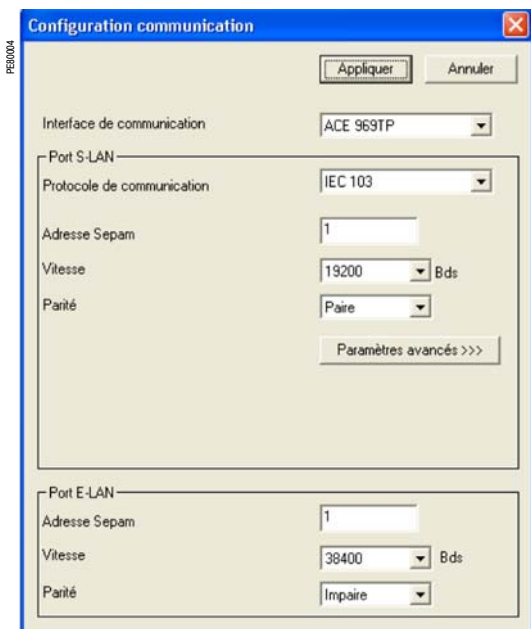 Configuration communication
PE80004
Appliquer Annuler
Interface de communication ACE 969TP
Port S-LAN
Protocole de communication IEC 103
Adresse Sepam 1
Vitesse 19200 Bds
Parité Paire
Paramètres avancés >>>
Port E-LAN
Adresse Sepam 1
Vitesse 38400 Bds
Parité Impaire